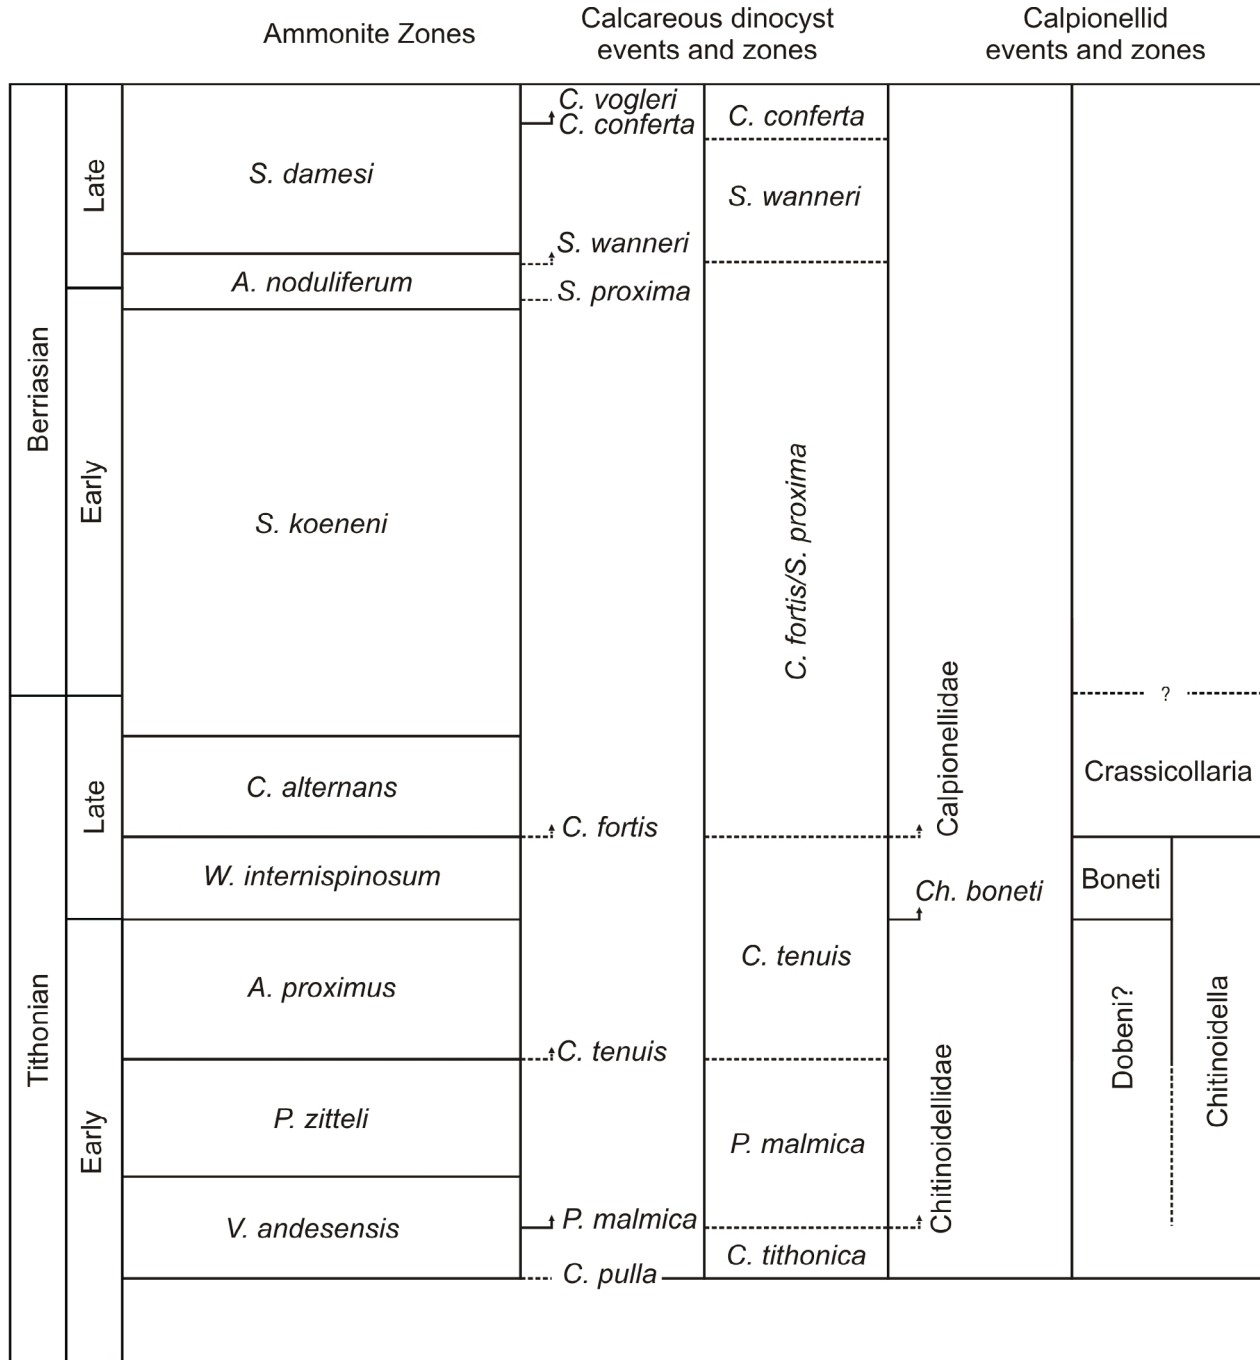 Ammonite Zones
Calcareous dinocyst
events and zones
Calpionellid
events and zones
Berriasian
Tithonian
Late
Early
Late
Early
S. damesi
A. noduliferum
S. koeneni
C. alternans
W. internispinosum
A. proximus
P. zitteli
V. andesensis
C. vogleri
C. conferta
S. wanneri
S. proxima
C. fortis
C. tenuis
P. malmica
C. pulla
C. conferta
S. wanneri
C. fortis/S. proxima
C. tenuis
P. malmica
C. tithonica
Calpionellidae
Ch. boneti
Chitinoidellidae
?
Crassicollaria
Boneti
Dobeni?
Chitinoidella